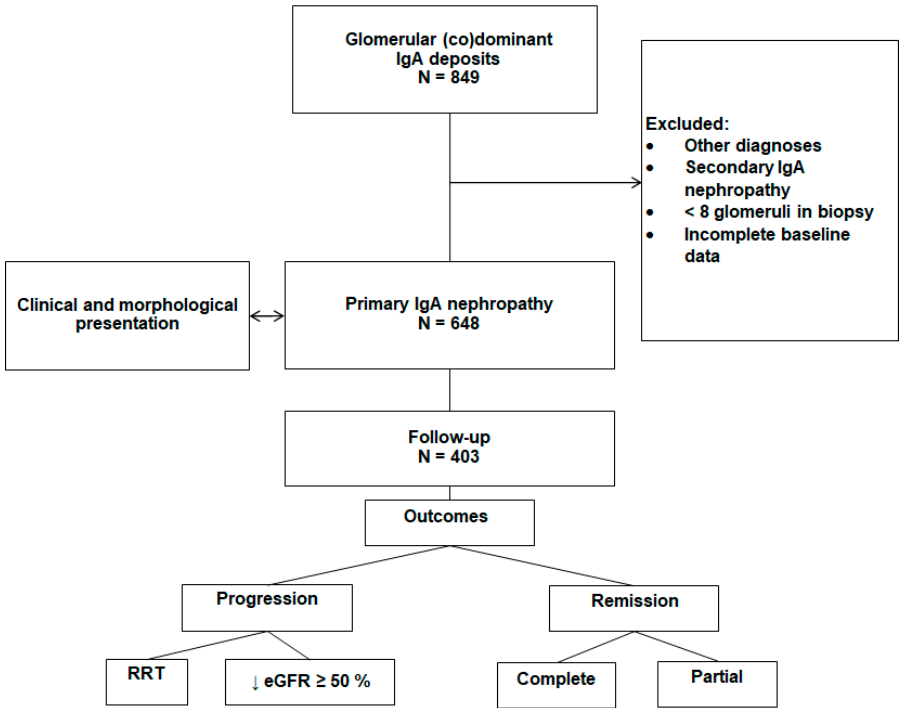 Glomerular (co)dominant
IgA deposits
N = 849
Excluded:
• Other diagnoses
• Secondary IgA
nephropathy
• < 8 glomeruli in biopsy
• Incomplete baseline
data
Clinical and morphological
presentation
Primary IgA nephropathy
N = 648
Follow-up
N = 403
Outcomes
Progression
Remission
RRT
↓ eGFR ≥ 50 %
Complete
Partial